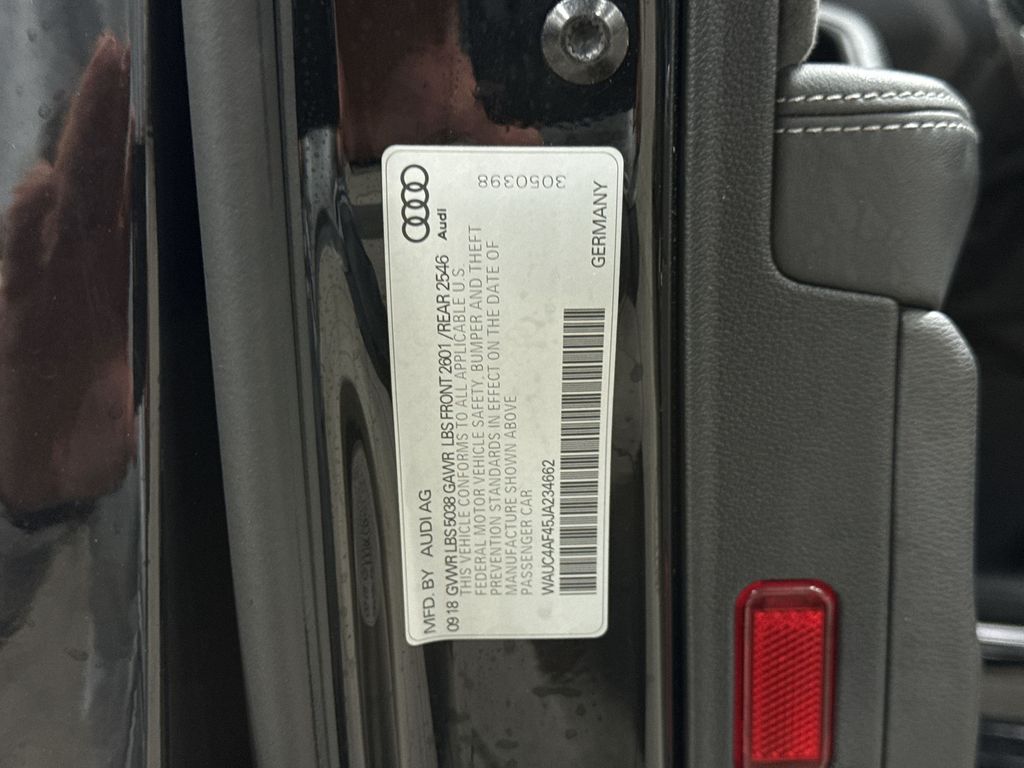 MFD. BY AUDI AG
Audi
0918 GVWR LBS 5038 GAWR LBS FRONT 2601 /REAR 2546
THIS VEHICLE CONFORMS TO ALL APPLICABLE U.S.
FEDERAL MOTOR VEHICLE SAFETY, BUMPER AND THEFT
PREVENTION STANDARDS IN EFFECT ON THE DATE OF
MANUFACTURE SHOWN ABOVE
PASSENGER CAR
WAUC4AF45JA234662
GERMANY
3050398